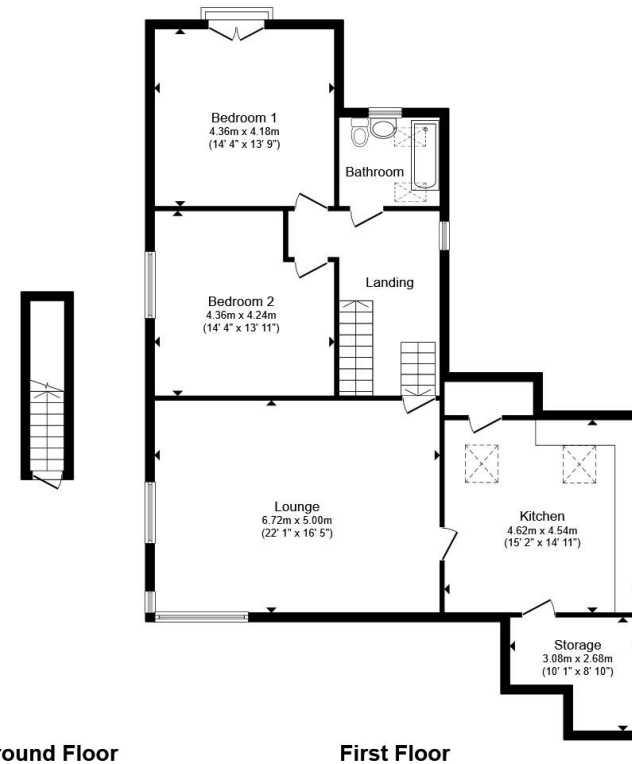 Bedroom 1
4.36m x 4.18m
(14' 4" x 13' 9")
Bathroom
Bedroom 2
4.36m x 4.24m
(14' 4" x 13' 11")
Landing
Lounge
6.72m x 5.00m
(22' 1" x 16' 5")
Kitchen
4.62m x 4.54m
(15' 2" x 14' 11")
Storage
3.08m x 2.68m
(10' 1" x 8' 10")
round Floor
First Floor